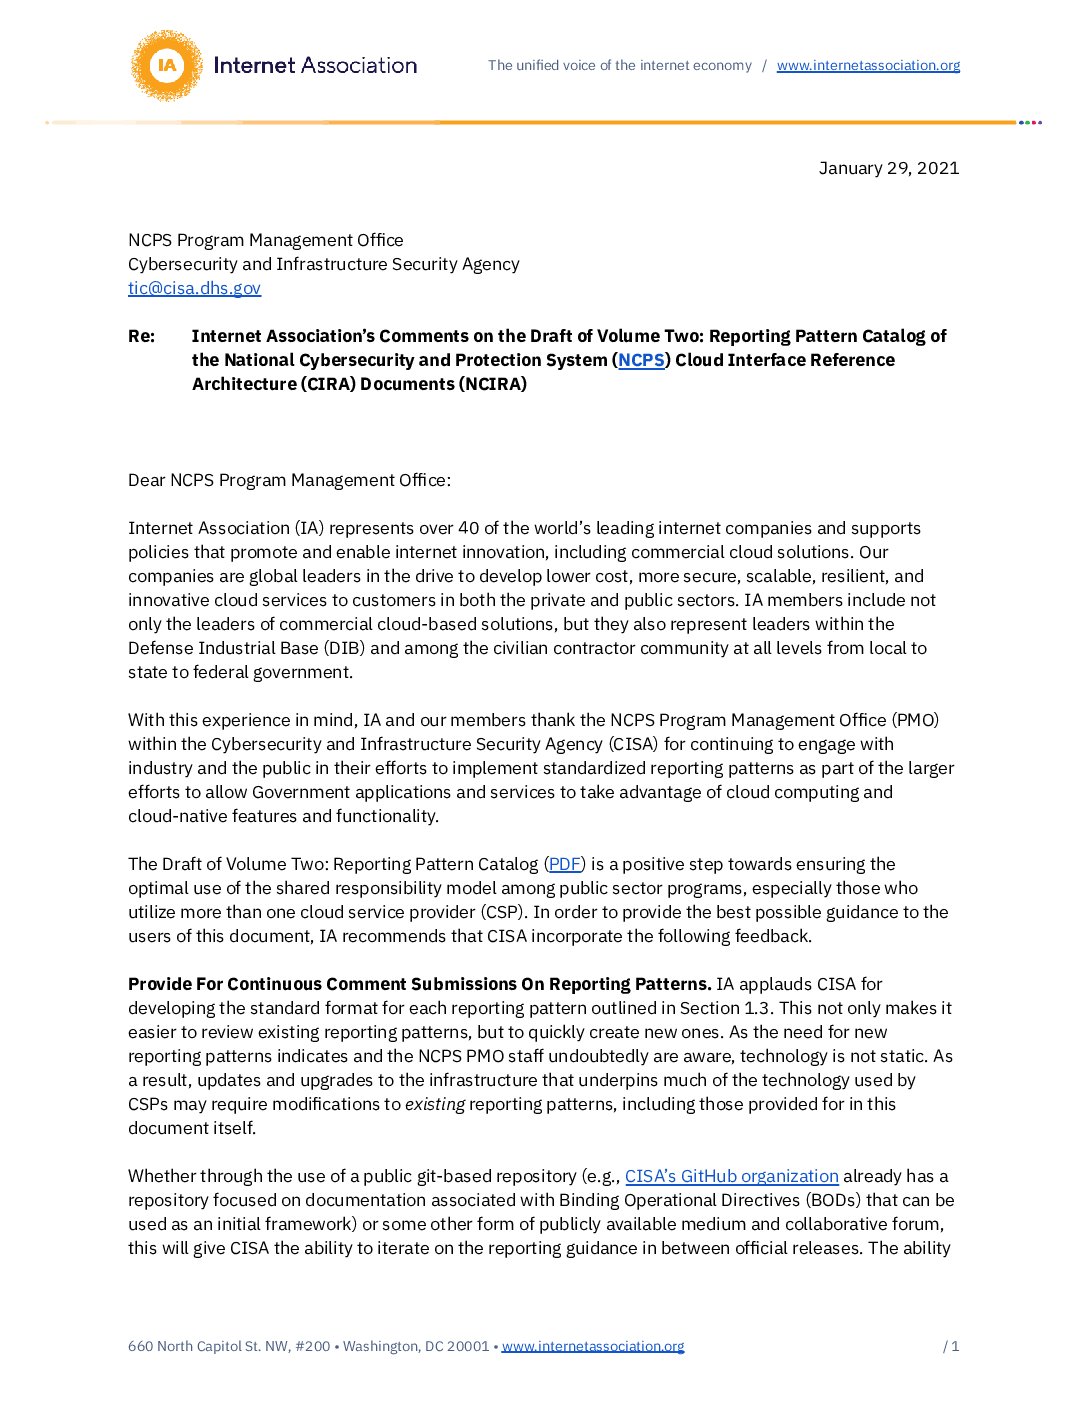 IA Internet Association
The unified voice of the internet economy / www.internetassociation.org
January 29, 2021
NCPS Program Management Office
Cybersecurity and Infrastructure Security Agency
tic@cisa.dhs.gov
Re: Internet Association’s Comments on the Draft of Volume Two: Reporting Pattern Catalog of
the National Cybersecurity and Protection System (NCPS) Cloud Interface Reference
Architecture (CIRA) Documents (NCIRA)
Dear NCPS Program Management Office:
Internet Association (IA) represents over 40 of the world’s leading internet companies and supports
policies that promote and enable internet innovation, including commercial cloud solutions. Our
companies are global leaders in the drive to develop lower cost, more secure, scalable, resilient, and
innovative cloud services to customers in both the private and public sectors. IA members include not
only the leaders of commercial cloud-based solutions, but they also represent leaders within the
Defense Industrial Base (DIB) and among the civilian contractor community at all levels from local to
state to federal government.
With this experience in mind, IA and our members thank the NCPS Program Management Office (PMO)
within the Cybersecurity and Infrastructure Security Agency (CISA) for continuing to engage with
industry and the public in their efforts to implement standardized reporting patterns as part of the larger
efforts to allow Government applications and services to take advantage of cloud computing and
cloud-native features and functionality.
The Draft of Volume Two: Reporting Pattern Catalog (PDF) is a positive step towards ensuring the
optimal use of the shared responsibility model among public sector programs, especially those who
utilize more than one cloud service provider (CSP). In order to provide the best possible guidance to the
users of this document, IA recommends that CISA incorporate the following feedback.
Provide For Continuous Comment Submissions On Reporting Patterns. IA applauds CISA for
developing the standard format for each reporting pattern outlined in Section 1.3. This not only makes it
easier to review existing reporting patterns, but to quickly create new ones. As the need for new
reporting patterns indicates and the NCPS PMO staff undoubtedly are aware, technology is not static. As
a result, updates and upgrades to the infrastructure that underpins much of the technology used by
CSPs may require modifications to existing reporting patterns, including those provided for in this
document itself.
Whether through the use of a public git-based repository (e.g., CISA’s GitHub organization already has a
repository focused on documentation associated with Binding Operational Directives (BODs) that can be
used as an initial framework) or some other form of publicly available medium and collaborative forum,
this will give CISA the ability to iterate on the reporting guidance in between official releases. The ability
660 North Capitol St. NW, #200 • Washington, DC 20001 • www.internetassociation.org / 1